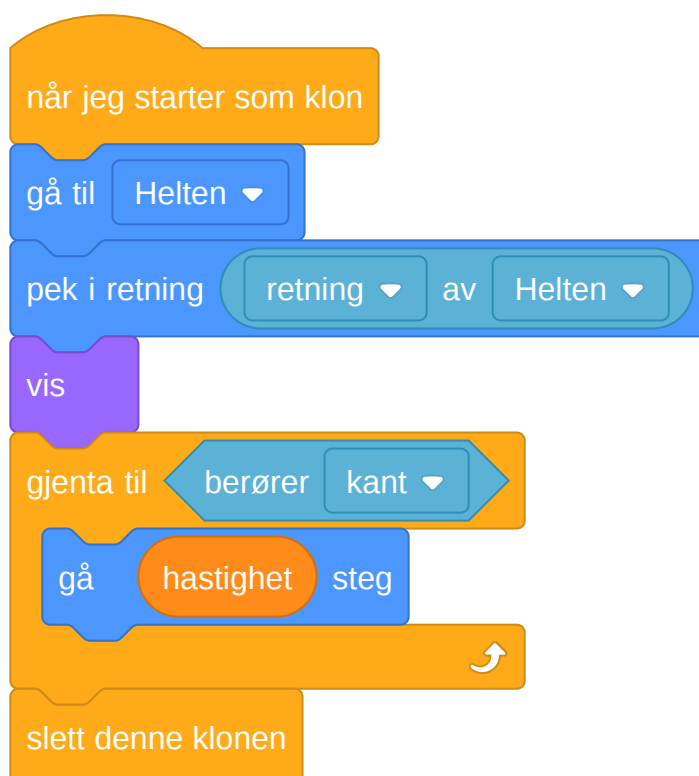 når jeg starter som klon
gå til Helten
pek i retning retning av Helten
vis
gjenta til berører kant
gå hastighet steg
slett denne klonen